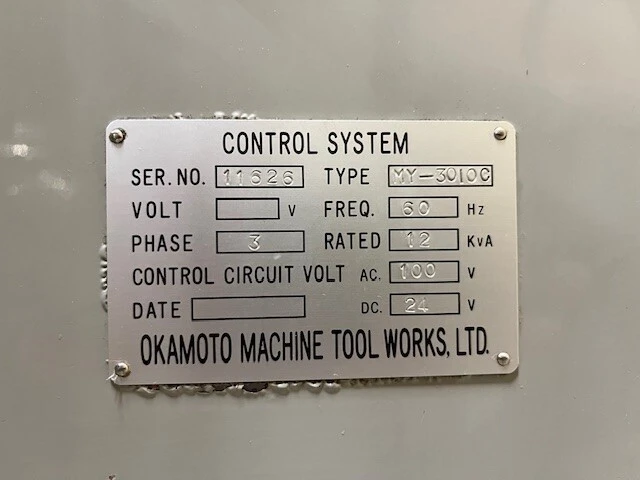 CONTROL SYSTEM
SER. NO. 11626 TYPE MY-3010C
VOLT V FREQ. 60 Hz
PHASE 3 RATED 12 KvA
CONTROL CIRCUIT VOLT AC. 100 V
DATE DC. 24 V
OKAMOTO MACHINE TOOL WORKS, LTD.